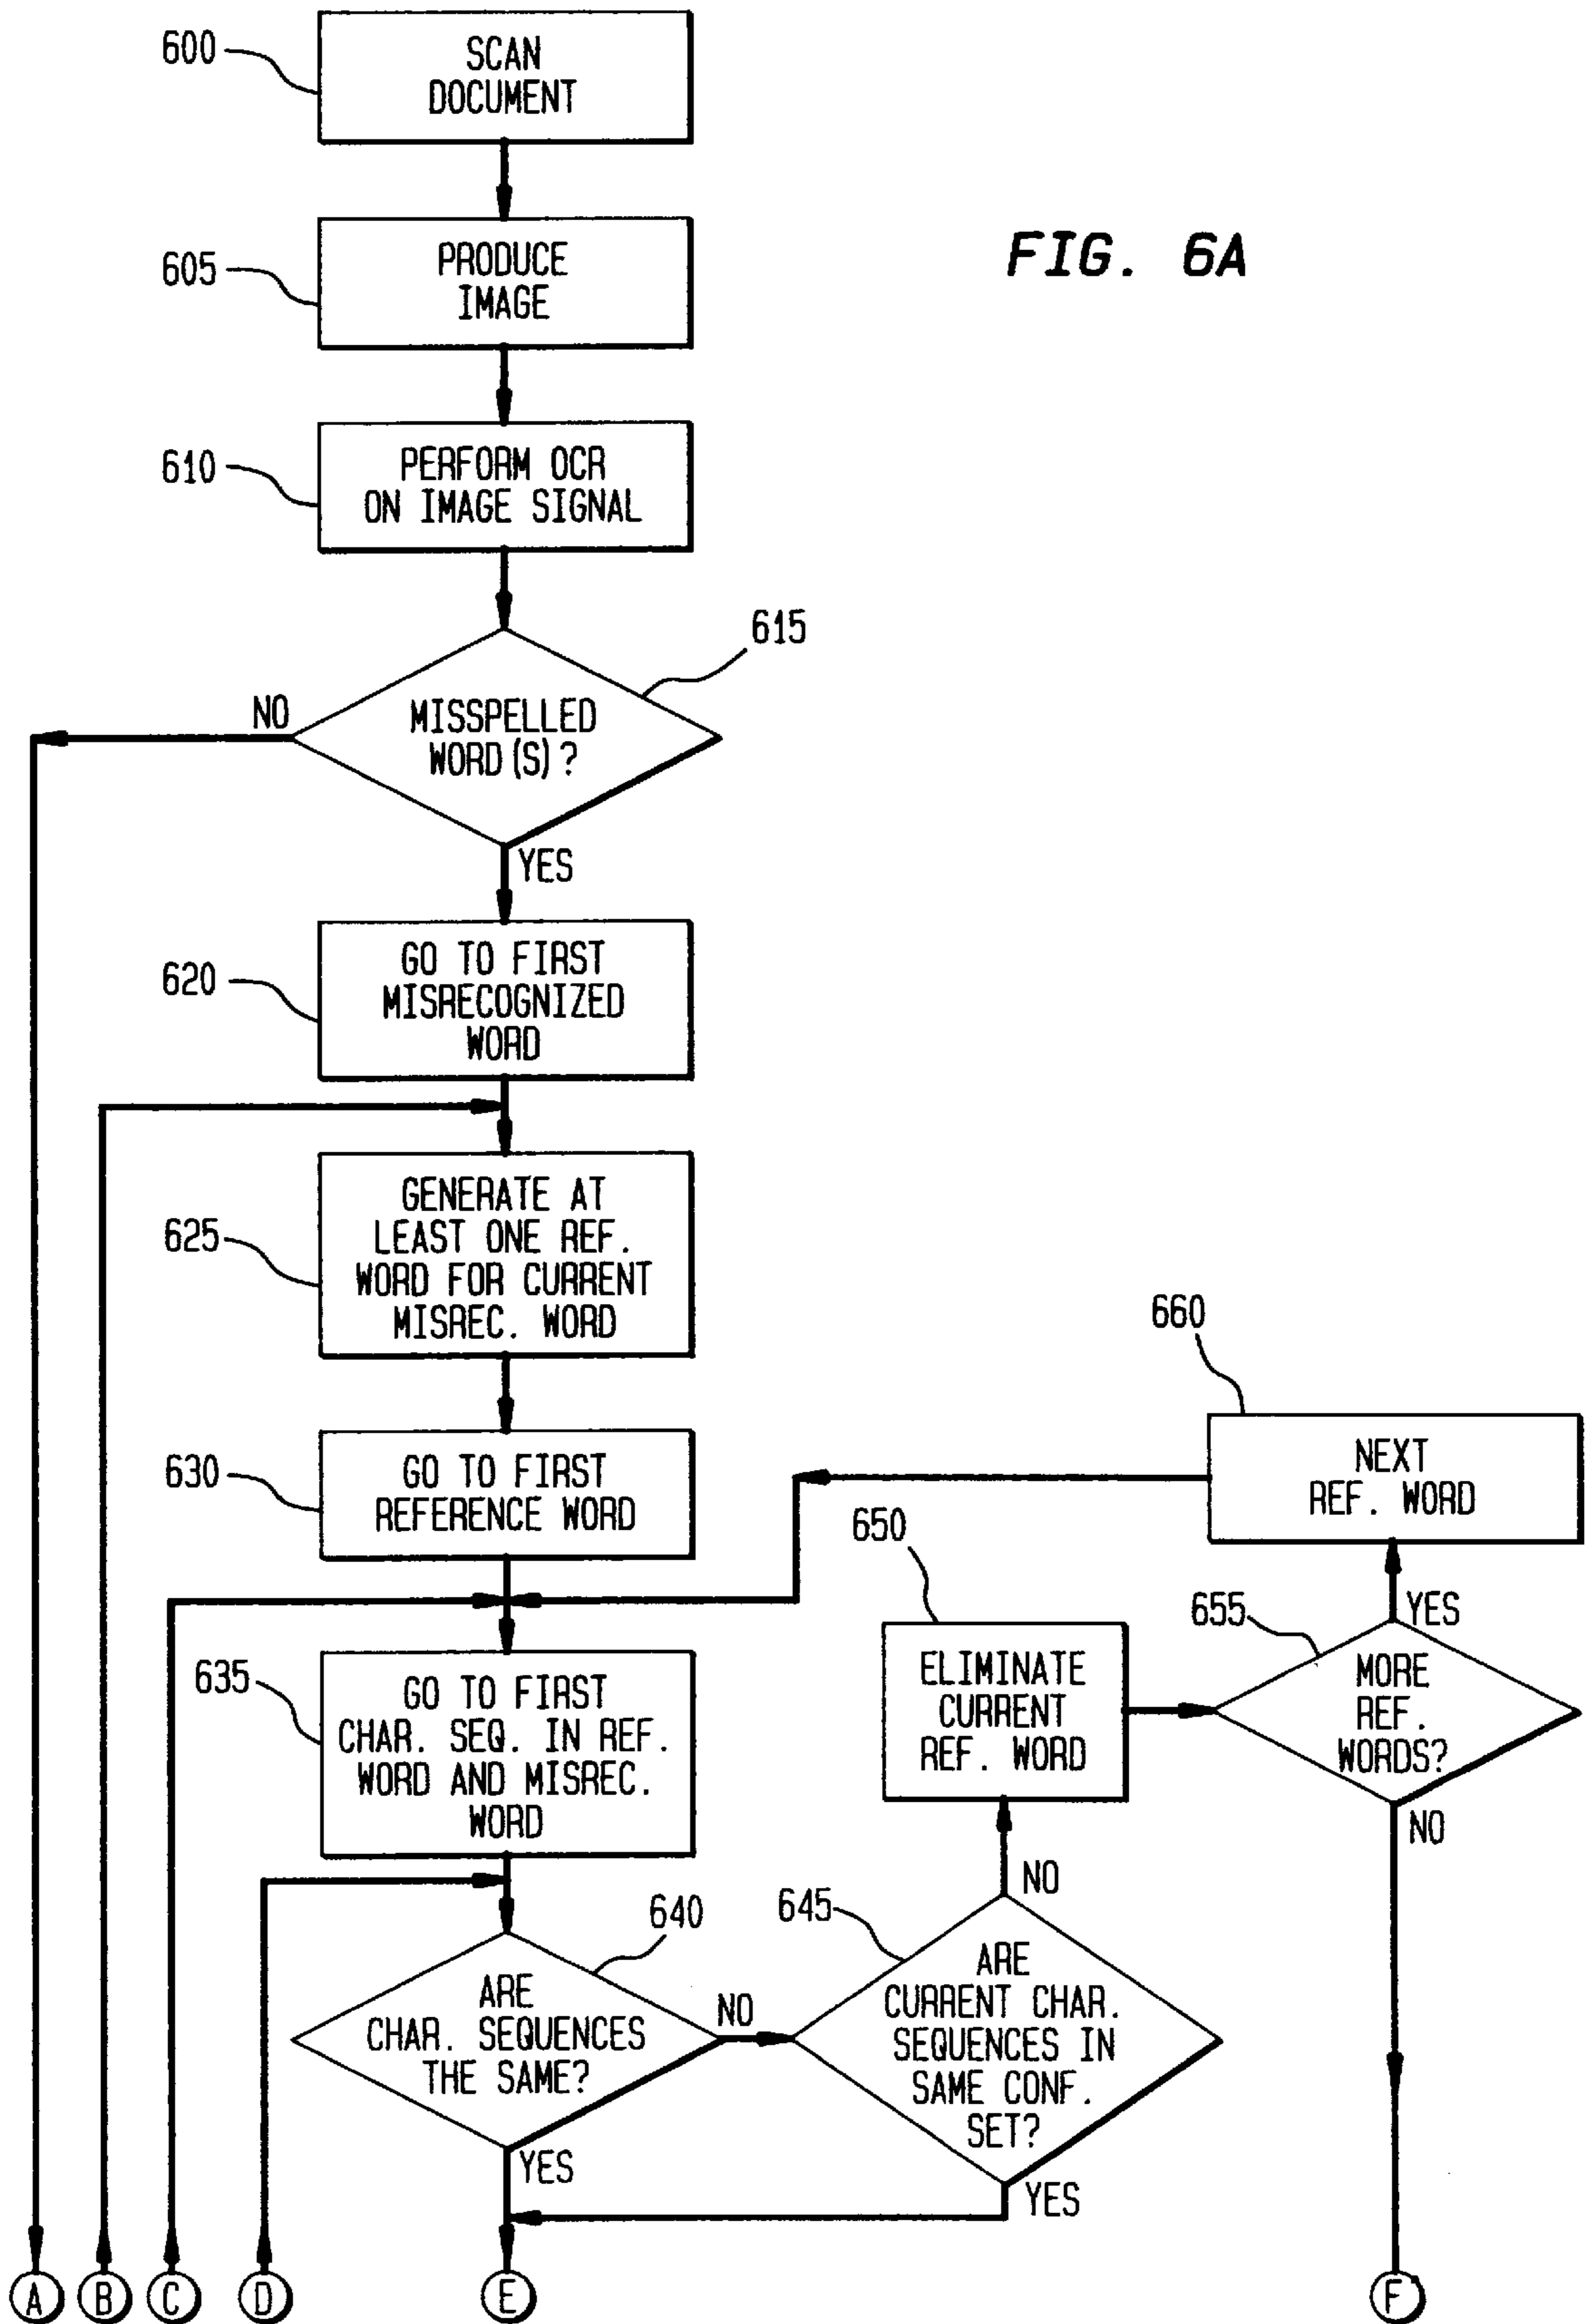 600
SCAN
DOCUMENT
605
PRODUCE
IMAGE
FIG. 6A
610
PERFORM OCR
ON IMAGE SIGNAL
615
MISSPELLED
WORD(S)?
NO
YES
620
GO TO FIRST
MISRECOGNIZED
WORD
625
GENERATE AT
LEAST ONE REF.
WORD FOR CURRENT
MISREC. WORD
630
GO TO FIRST
REFERENCE WORD
660
NEXT
REF. WORD
635
GO TO FIRST
CHAR. SEQ. IN REF.
WORD AND MISREC.
WORD
650
ELIMINATE
CURRENT
REF. WORD
655
YES
MORE
REF.
WORDS?
NO
640
ARE
CHAR. SEQUENCES
THE SAME?
NO
YES
645
NO
ARE
CURRENT CHAR.
SEQUENCES IN
SAME CONF.
SET?
YES
A
B
C
D
E
F